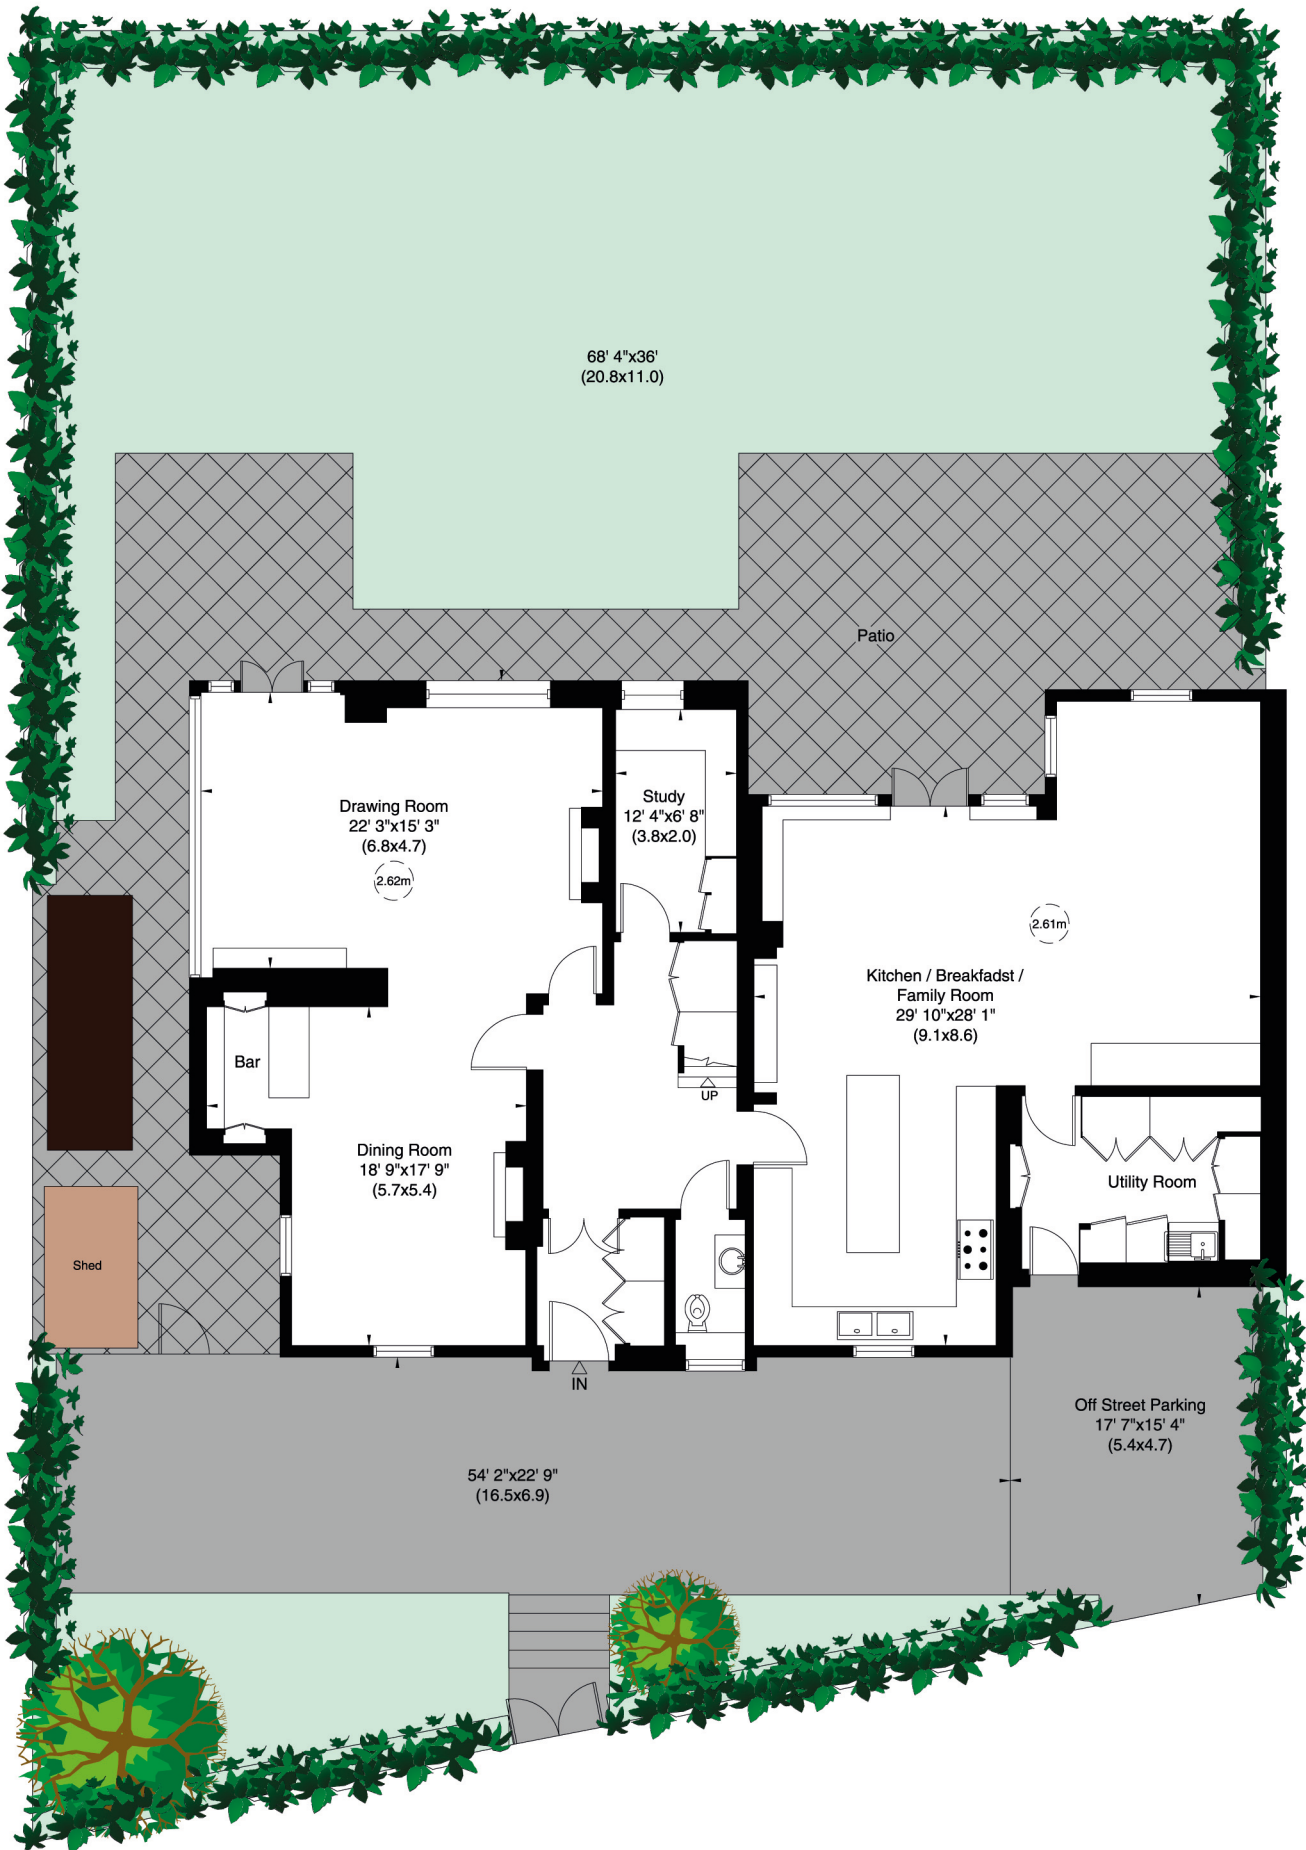 68' 4"x36'
(20.8x11.0)
Patio
Drawing Room
22' 3"x15' 3"
(6.8x4.7)
2.62m
Study
12' 4"x6' 8"
(3.8x2.0)
2.61m
Kitchen / Breakfadst /
Family Room
29' 10"x28' 1"
(9.1x8.6)
Bar
UP
Dining Room
18' 9"x17' 9"
(5.7x5.4)
Utility Room
Shed
IN
Off Street Parking
17' 7"x15' 4"
(5.4x4.7)
54' 2"x22' 9"
(16.5x6.9)